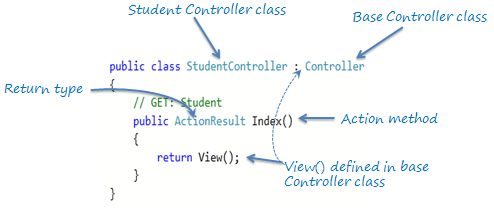 Student Controller class
Base Controller class
public class StudentController : Controller
{
Return type
// GET: Student
public ActionResult Index()
Action method
{
return View();
View() defined in base
Controller class
}
}